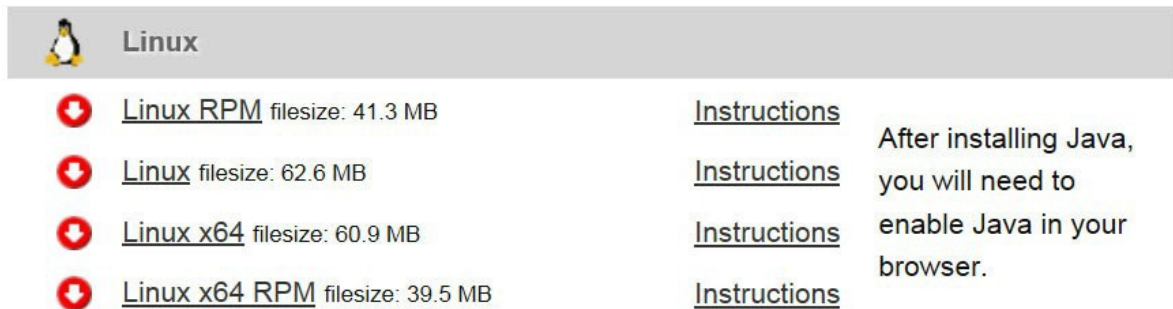 Linux
Linux RPM filesize: 41.3 MB Instructions
Linux filesize: 62.6 MB Instructions
Linux x64 filesize: 60.9 MB Instructions
Linux x64 RPM filesize: 39.5 MB Instructions
After installing Java,
you will need to
enable Java in your
browser.